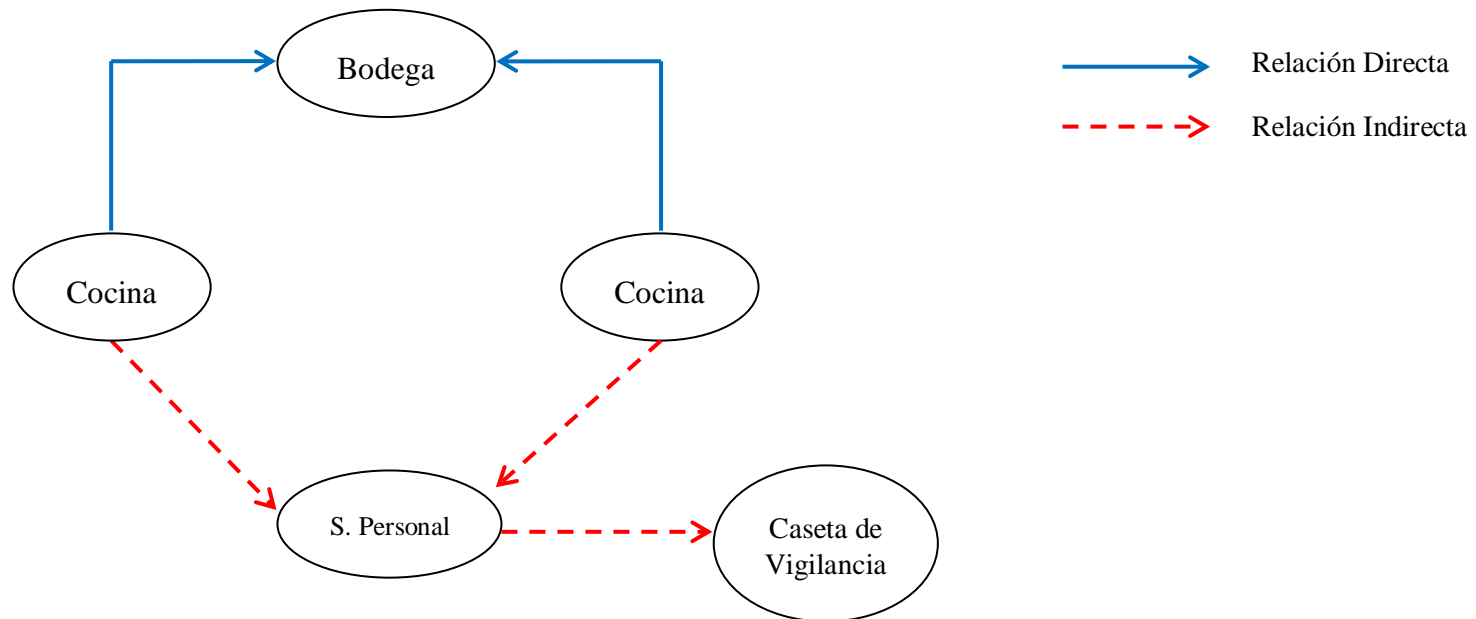 Bodega
Relación Directa
Relación Indirecta
Cocina
Cocina
S. Personal
Caseta de
Vigilancia